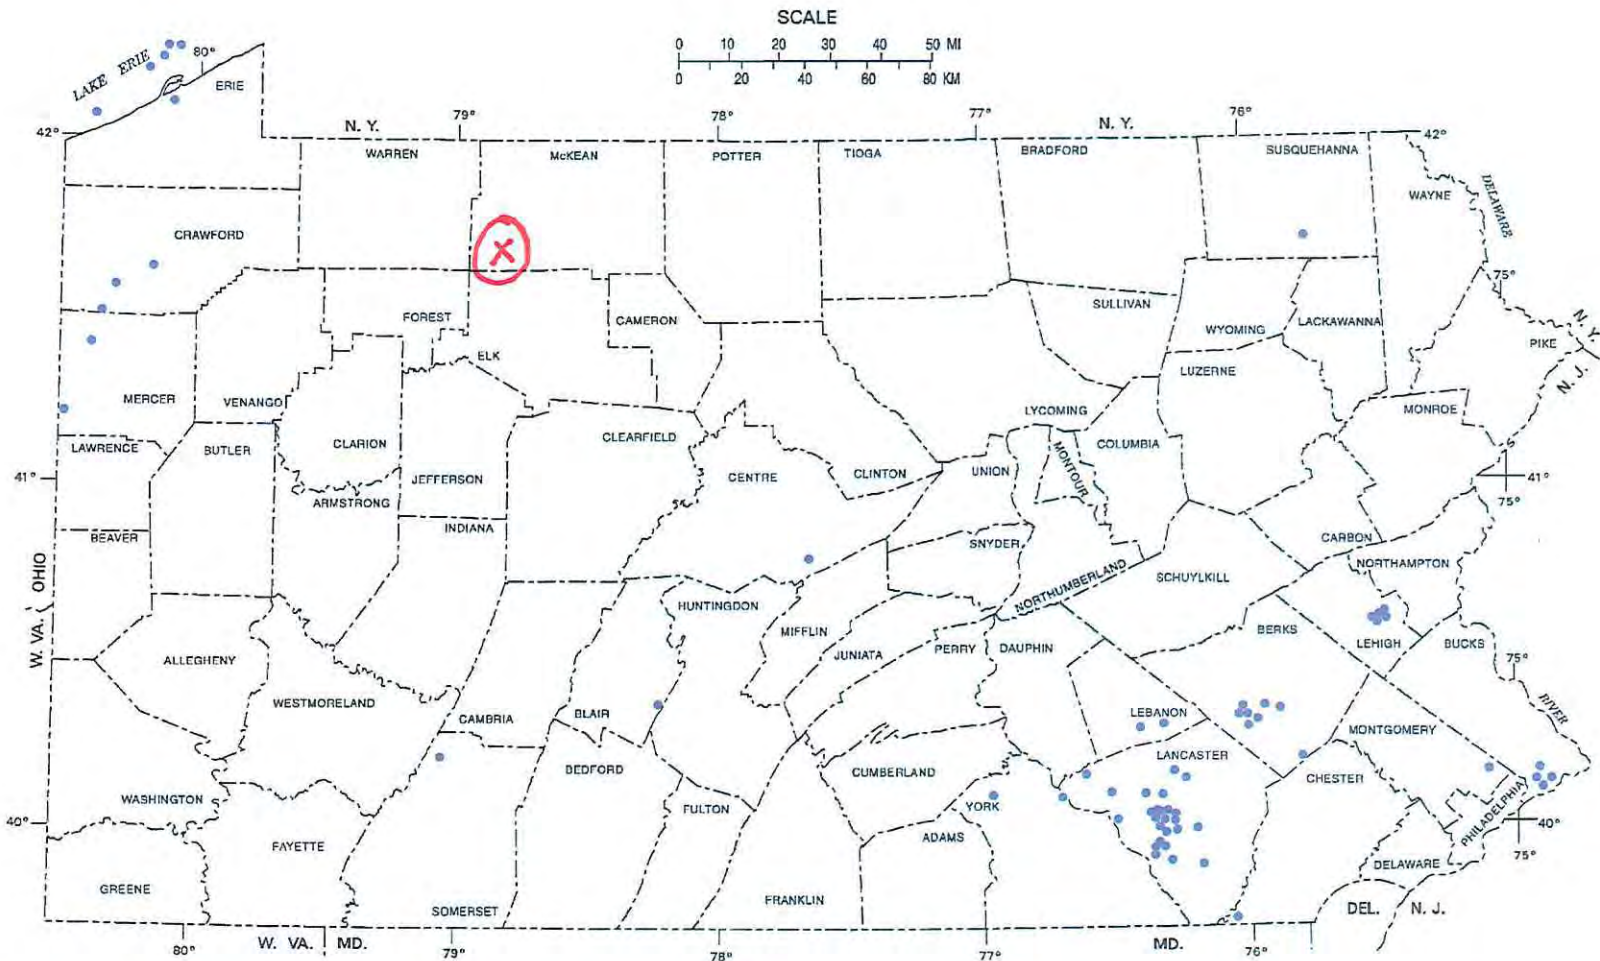 SCALE
0 10 20 30 40 50 MI
0 20 40 60 80 KM
LAKE ERIE
80°
ERIE
42°
N. Y.
79°
78°
77°
N. Y.
76°
42°
WARREN
McKEAN
POTTER
TIOGA
BRADFORD
SUSQUEHANNA
WAYNE
DELAWARE
CRAWFORD
X
75°
FOREST
CAMERON
SULLIVAN
WYOMING
LACKAWANNA
N. Y.
PIKE
N. J.
ELK
LUZERNE
MERCER
VENANGO
LYCOMING
MONROE
LAWRENCE
BUTLER
CLARION
CLEARFIELD
COLUMBIA
41°
JEFFERSON
CENTRE
CLINTON
UNION
MONTOUR
41°
75°
ARMSTRONG
INDIANA
BEAVER
SNYDER
CARBON
OHIO
W. VA.
NORTHUMBERLAND
SCHUYLKILL
NORTHAMPTON
HUNTINGDON
MIFFLIN
BERKS
LEHIGH
BUCKS
ALLEGHENY
JUNIATA
PERRY
DAUPHIN
75°
RIVER
WESTMORELAND
CAMBRIA
BLAIR
LEBANON
MONTGOMERY
LANCASTER
BEDFORD
CUMBERLAND
CHESTER
WASHINGTON
FULTON
YORK
PHILADELPHIA
40°
40°
75°
FAYETTE
ADAMS
DELAWARE
GREENE
SOMERSET
FRANKLIN
DEL.
N. J.
80°
W. VA.
MD.
79°
78°
77°
MD.
76°